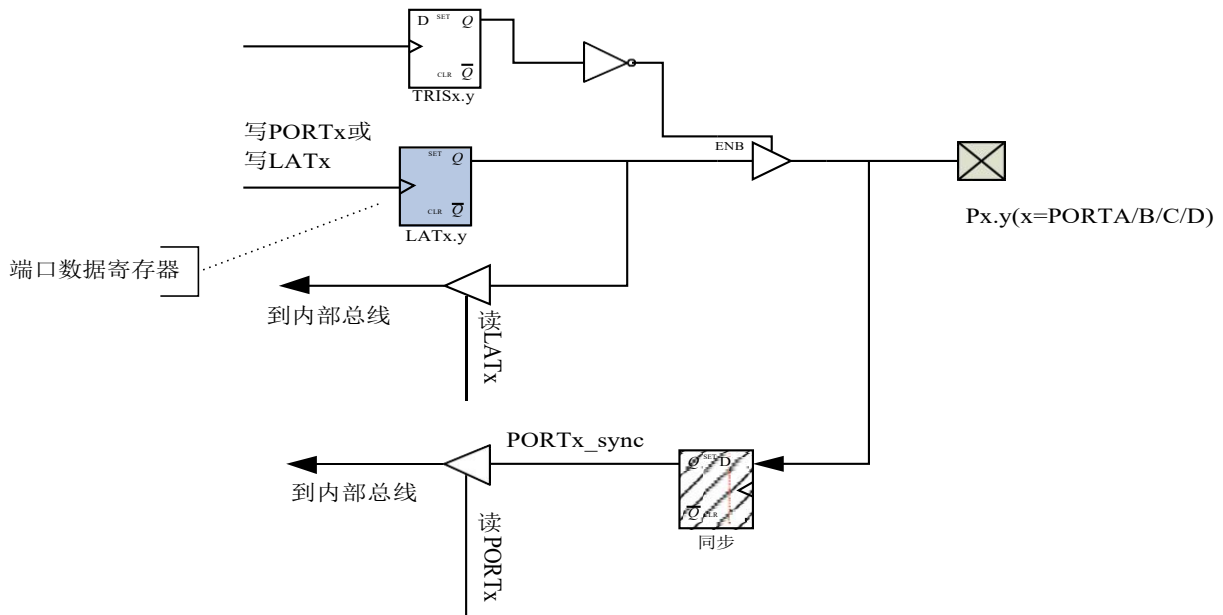 D SET Q
CLR Q
TRISx.y
写PORTx或
写LATx
SET Q
CLR Q
LATx.y
ENB
Px.y(x=PORTA/B/C/D)
端口数据寄存器
到内部总线
读LATx
PORTx_sync
Q SET D
Q CLR
同步
到内部总线
读PORTx